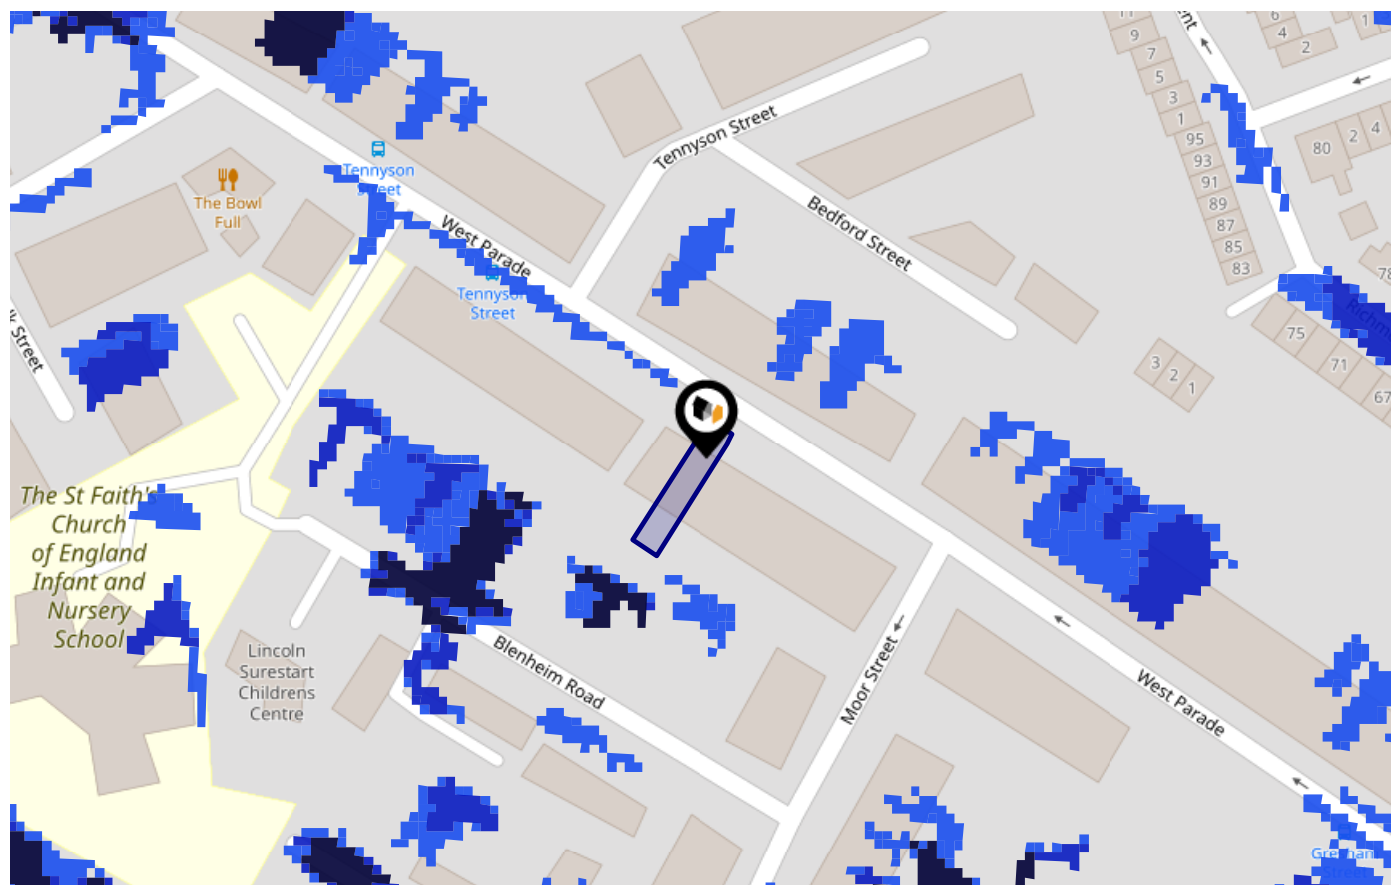 11
9
7
5
3
1
95
93
91
89
87
85
83
6
4
2
1
80
2
4
78
75
71
67
3
2
1
Tennyson
Street
The Bowl
Full
West Parade
Tennyson
Street
Tennyson Street
Bedford Street
Street
The St Faith's
Church
of England
Infant and
Nursery
School
Lincoln
Surestart
Childrens
Centre
Blenheim Road
Moor Street
West Parade
Street